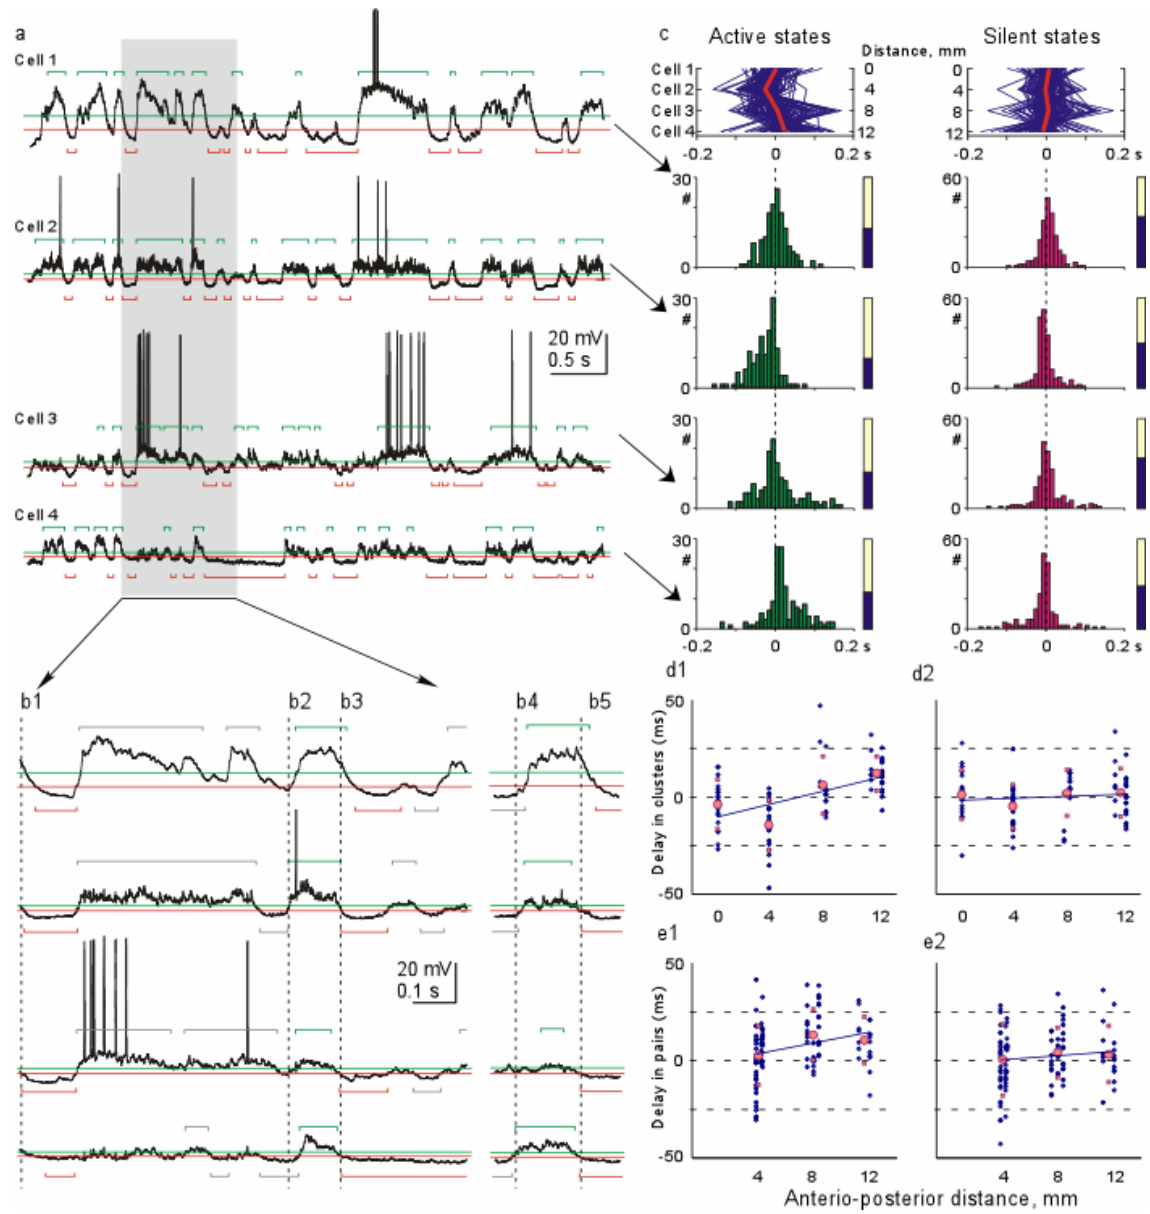 a
Cell 1
Cell 2
20 mV
0.5 s
Cell 3
Cell 4
b1 b2 b3 b4 b5
20 mV
0.1 s
c Active states Silent states
Distance, mm
Cell 1 0 0
Cell 2 4 4
Cell 3 8 8
Cell 4 12 12
-0.2 0 0.2 s -0.2 0 0.2 s
30 60
# #
0 0
30 60
# #
0 0
30 60
# #
0 0
30 60
# #
0 0
-0.2 0 0.2 s -0.2 0 0.2 s
d1 d2
50
Delay in clusters (ms)
0
-50
0 4 8 12 0 4 8 12
e1 e2
50
Delay in pairs (ms)
0
-50
4 8 12 4 8 12
Anterio-posterior distance, mm